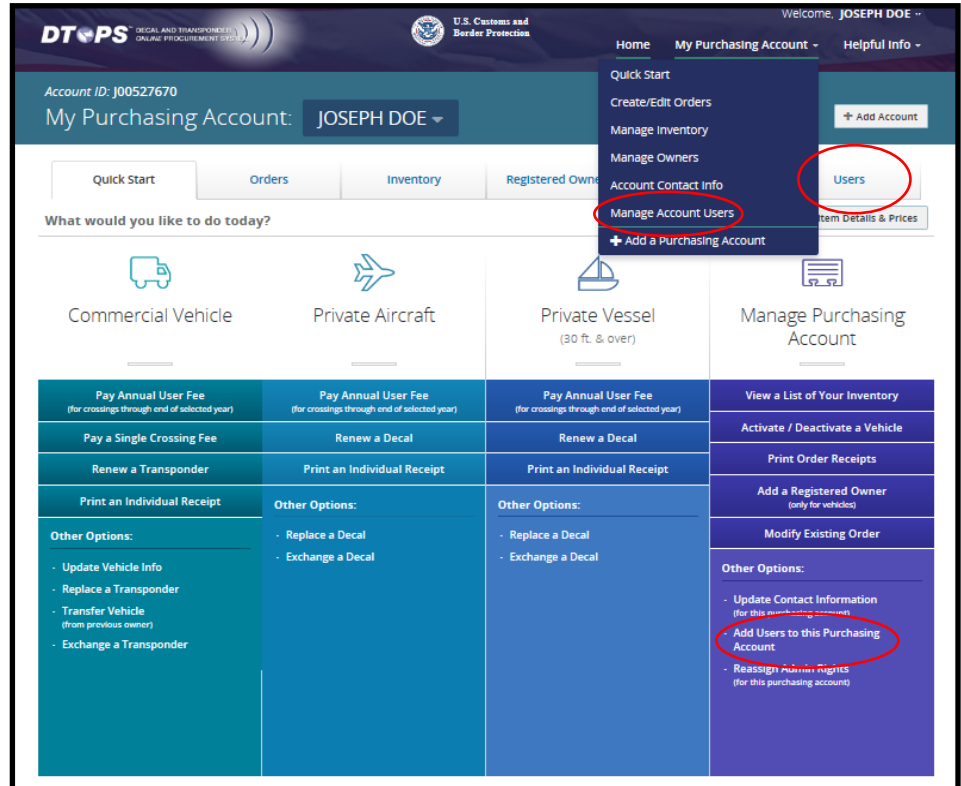 Welcome, JOSEPH DOE
DTOPS DECAL AND TRANSPONDER
ONLINE PROCUREMENT SYSTEM
U.S. Customs and
Border Protection
Home My Purchasing Account Helpful Info
Quick Start
Create/Edit Orders
Manage Inventory
Manage Owners
Account Contact Info
Manage Account Users
+ Add a Purchasing Account
Account ID: J00527670
My Purchasing Account: JOSEPH DOE
+ Add Account
Quick Start Orders Inventory Registered Owne Users
What would you like to do today?
Item Details & Prices
Commercial Vehicle
Private Aircraft
Private Vessel
(30 ft. & over)
Manage Purchasing
Account
Pay Annual User Fee
(for crossings through end of selected year)
Pay a Single Crossing Fee
Renew a Transponder
Print an Individual Receipt
Other Options:
- Update Vehicle Info
- Replace a Transponder
- Transfer Vehicle
(from previous owner)
- Exchange a Transponder
Pay Annual User Fee
(for crossings through end of selected year)
Renew a Decal
Print an Individual Receipt
Other Options:
- Replace a Decal
- Exchange a Decal
Pay Annual User Fee
(for crossings through end of selected year)
Renew a Decal
Print an Individual Receipt
Other Options:
- Replace a Decal
- Exchange a Decal
View a List of Your Inventory
Activate / Deactivate a Vehicle
Print Order Receipts
Add a Registered Owner
(only for vehicles)
Modify Existing Order
Other Options:
- Update Contact Information
(for this purchasing account)
- Add Users to this Purchasing
Account
- Reassign Admin Rights
(for this purchasing account)